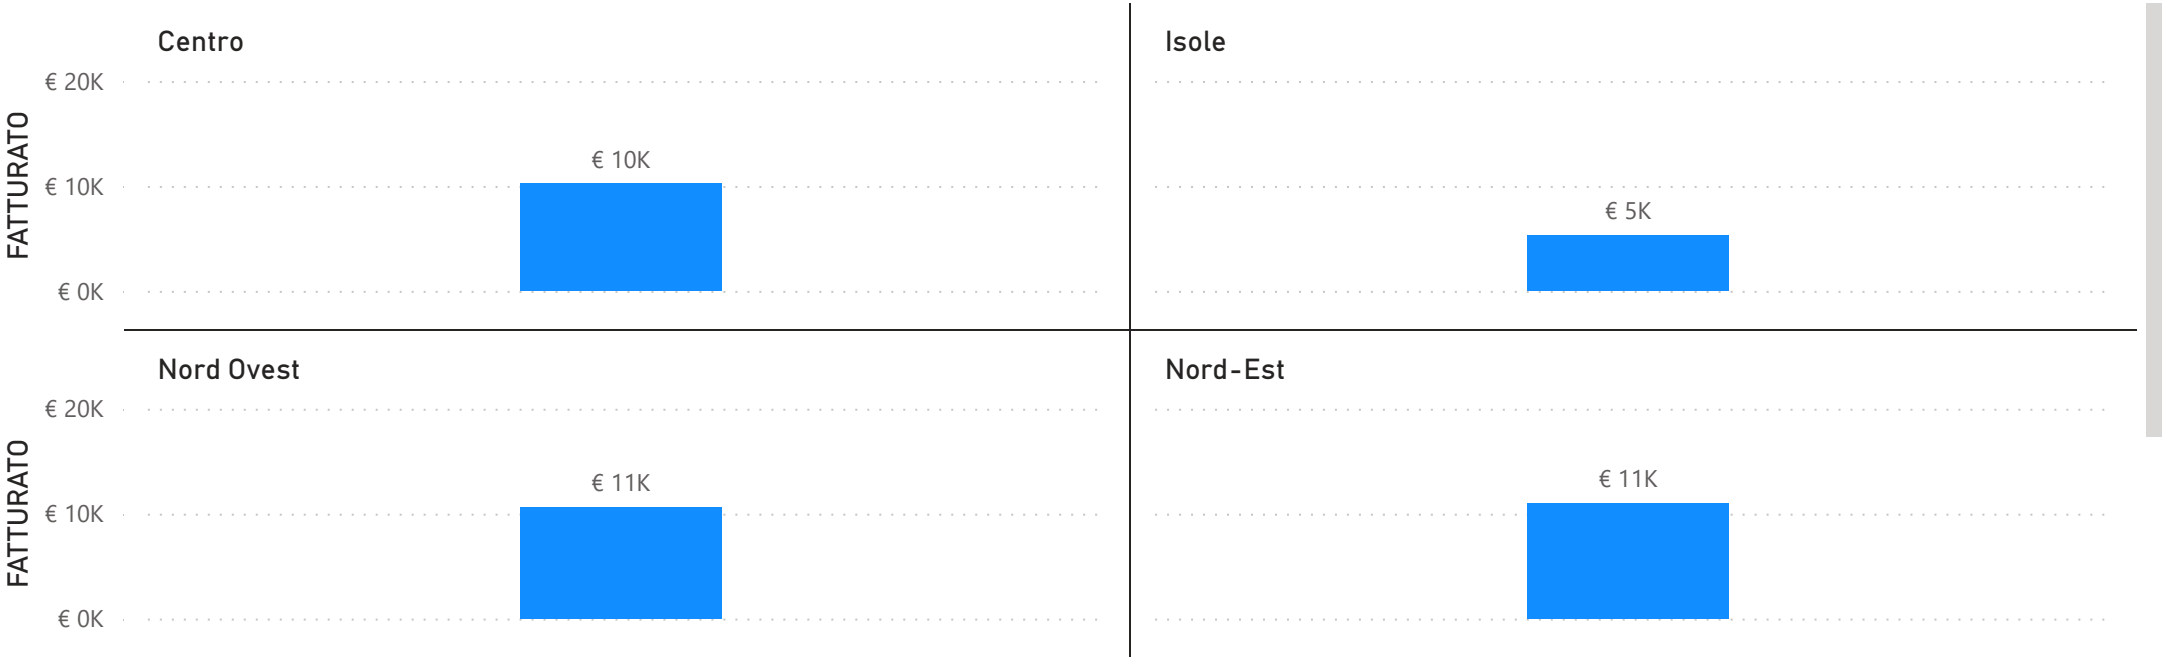 Centro
Isole
€ 20K
€ 10K
€ 0K
FATTURATO
€ 10K
€ 5K
Nord Ovest
Nord-Est
€ 20K
€ 10K
€ 0K
FATTURATO
€ 11K
€ 11K